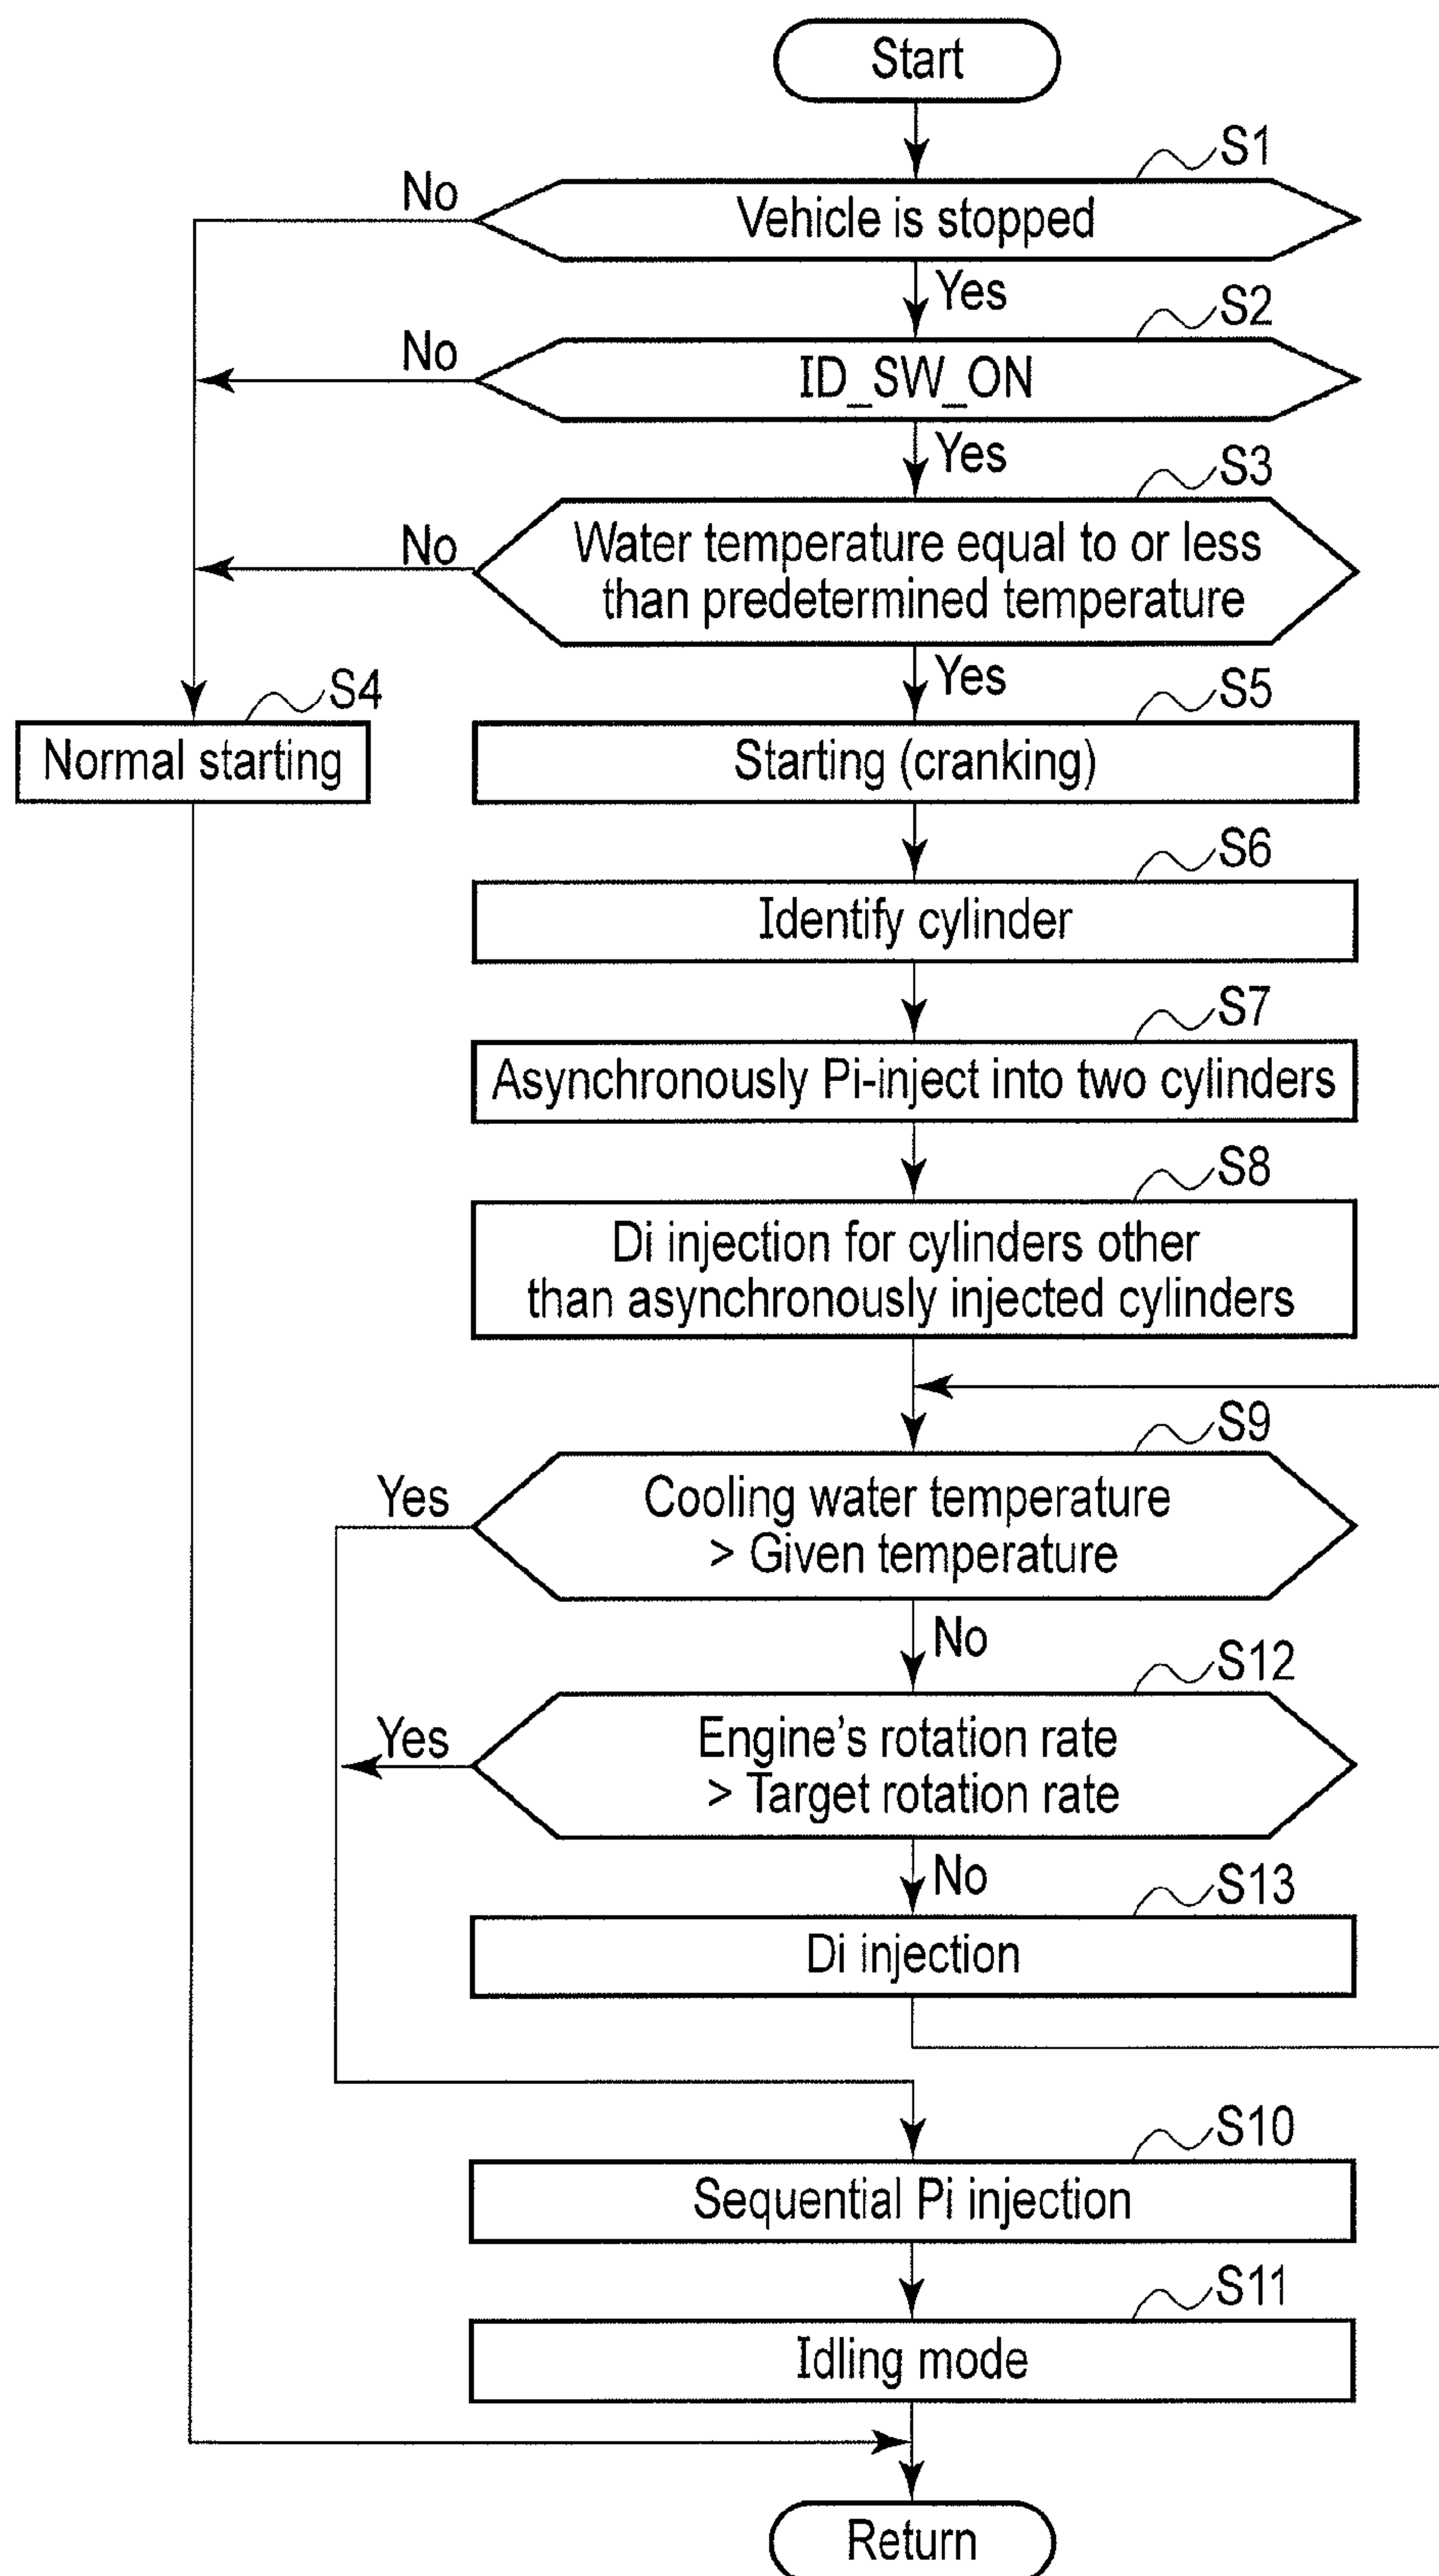 Start
S1
No
Vehicle is stopped
Yes
S2
No
ID_SW_ON
Yes
S3
No
Water temperature equal to or less
than predetermined temperature
Yes
S4
S5
Normal starting
Starting (cranking)
S6
Identify cylinder
S7
Asynchronously Pi-inject into two cylinders
S8
Di injection for cylinders other
than asynchronously injected cylinders
S9
Yes
Cooling water temperature
> Given temperature
No
S12
Yes
Engine's rotation rate
> Target rotation rate
No
S13
Di injection
S10
Sequential Pi injection
S11
Idling mode
Return